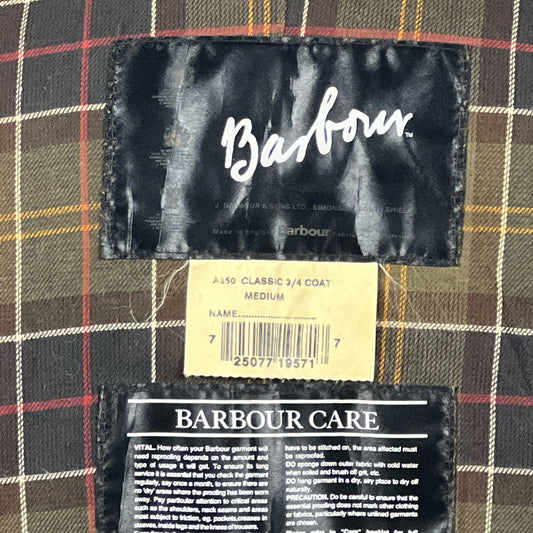 Barbour™
J. BARBOUR & SONS LTD., SIMONSIDE, SOUTH SHIELDS
Made in England Barbour
A950 CLASSIC 3/4 COAT
MEDIUM
NAME
7 25077 19571 7
BARBOUR CARE
VITAL. How often your Barbour garment will
need reproofing depends on the amount and
type of usage it will get. To ensure its long
service it is essential that you check the garment
regularly, say once a month, to ensure there are
no 'dry' areas where the proofing has been worn
away. Pay particular attention to critical areas
such as the shoulders, neck seams and areas
most subject to friction, eg. pockets, creases in
sleeves, inside legs and the knees of trousers.
have to be stitched on, the area affected must
be reproofed.
DO sponge down outer fabric with cold water
when soiled and brush off grit, etc.
DO hang garment in a dry, airy place to dry off
naturally.
PRECAUTION. Do be careful to ensure that the
essential proofing does not mark other clothing
or fabrics, particularly where unlined garments
are chosen.